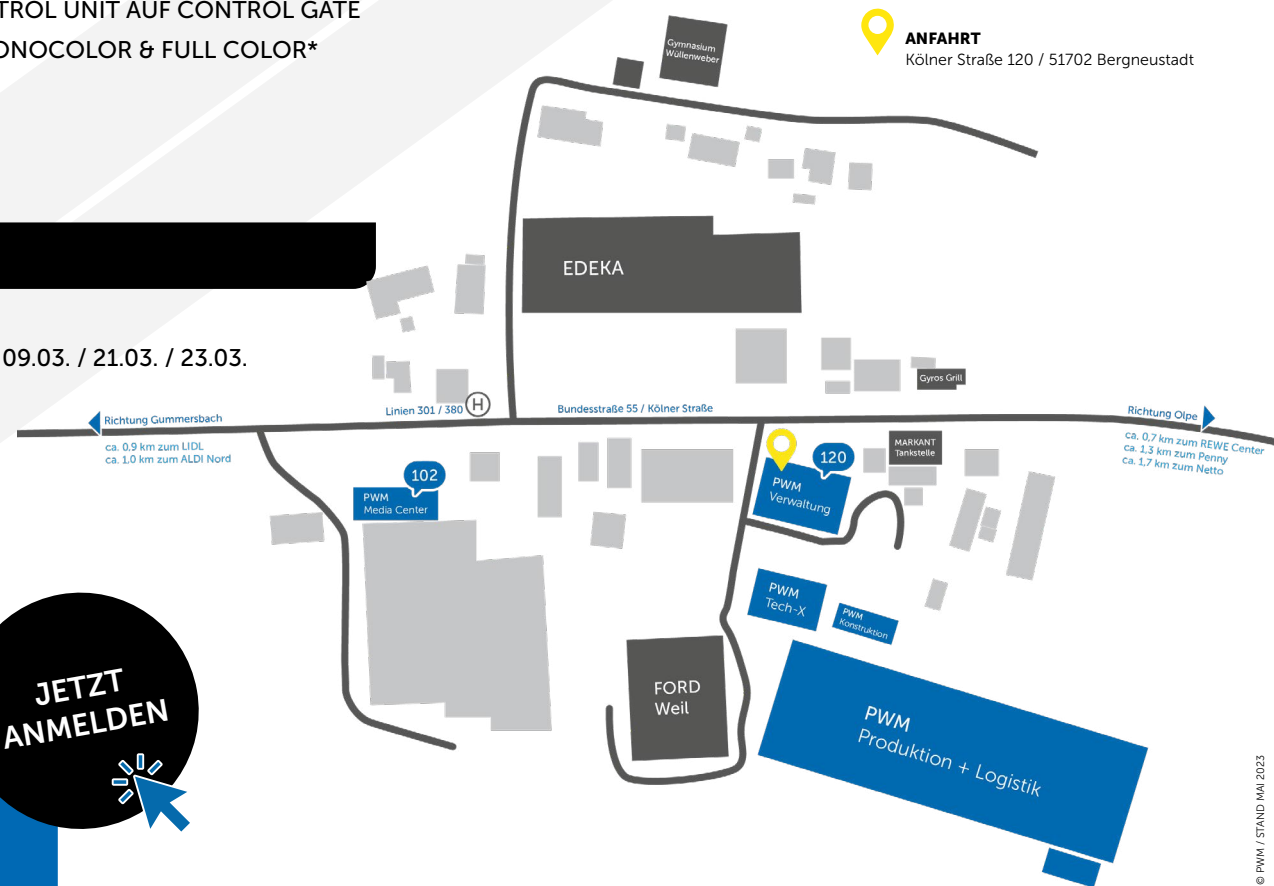 TROL UNIT AUF CONTROL GATE
ONOCOLOR & FULL COLOR*
ANFAHRT
Kölner Straße 120 / 51702 Bergneustadt
Gymnasium
Wüllenweber
EDEKA
09.03. / 21.03. / 23.03.
Gyros Grill
Richtung Gummersbach
ca. 0,9 km zum LIDL
ca. 1,0 km zum ALDI Nord
Linien 301 / 380
H
Bundesstraße 55 / Kölner Straße
Richtung Olpe
ca. 0,7 km zum REWE Center
ca. 1,3 km zum Penny
ca. 1,7 km zum Netto
MARKANT
Tankstelle
102
PWM
Media Center
120
PWM
Verwaltung
PWM
Tech-X
PWM
Konstruktion
FORD
Weil
PWM
Produktion + Logistik
JETZT
ANMELDEN
© PWM / STAND MAI 2023